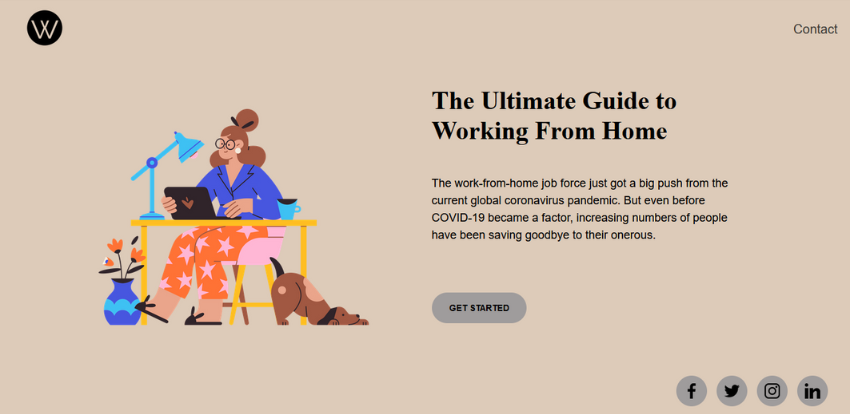 W
Contact
The Ultimate Guide to
Working From Home
The work-from-home job force just got a big push from the
current global coronavirus pandemic. But even before
COVID-19 became a factor, increasing numbers of people
have been saving goodbye to their onerous.
GET STARTED